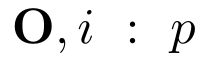 O, i : p